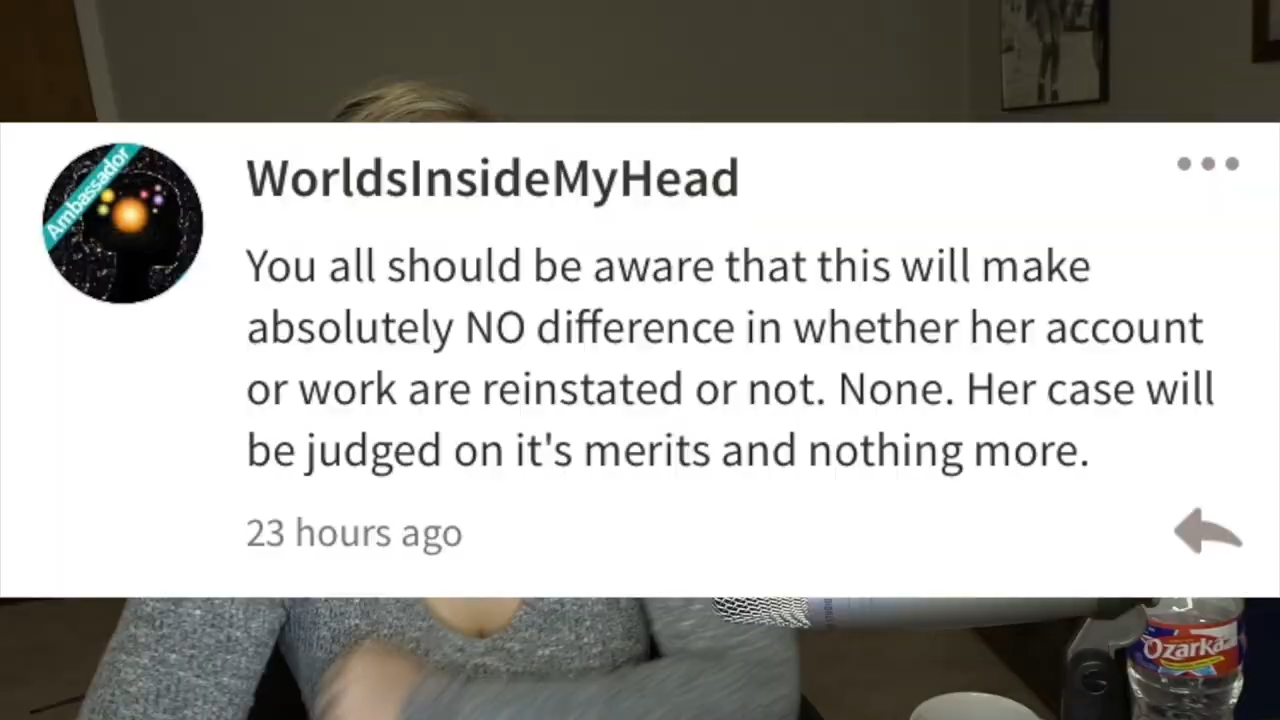 Ambassador
WorldsInsideMyHead
You all should be aware that this will make
absolutely NO difference in whether her account
or work are reinstated or not. None. Her case will
be judged on it's merits and nothing more.
23 hours ago
Ozarka